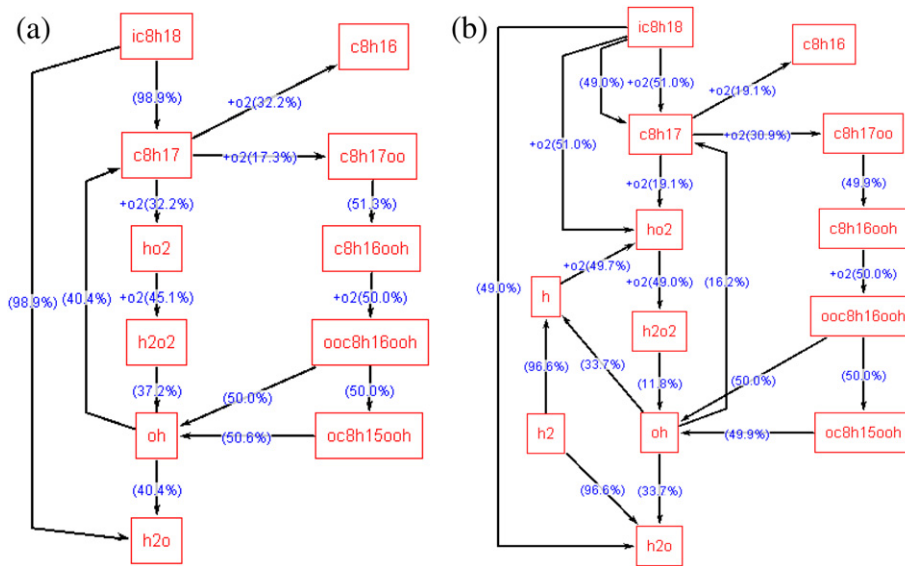 (a)
ic8h18
c8h16
(98.9%)
+o2(32.2%)
c8h17
+o2(17.3%)
c8h17oo
+o2(32.2%)
(51.3%)
ho2
c8h16ooh
(98.9%)
(40.4%)
+o2(45.1%)
+o2(50.0%)
h2o2
ooc8h16ooh
(37.2%)
(50.0%)
(50.0%)
oh
(50.6%)
oc8h15ooh
(40.4%)
h2o
(b)
ic8h18
c8h16
(49.0%)
+o2(51.0%)
+o2(19.1%)
c8h17
+o2(30.9%)
c8h17oo
+o2(51.0%)
+o2(19.1%)
(49.9%)
ho2
c8h16ooh
+o2(49.7%)
+o2(49.0%)
(16.2%)
+o2(50.0%)
(49.0%)
h
h2o2
ooc8h16ooh
(96.6%)
(33.7%)
(11.8%)
(50.0%)
(50.0%)
h2
oh
(49.9%)
oc8h15ooh
(96.6%)
(33.7%)
h2o